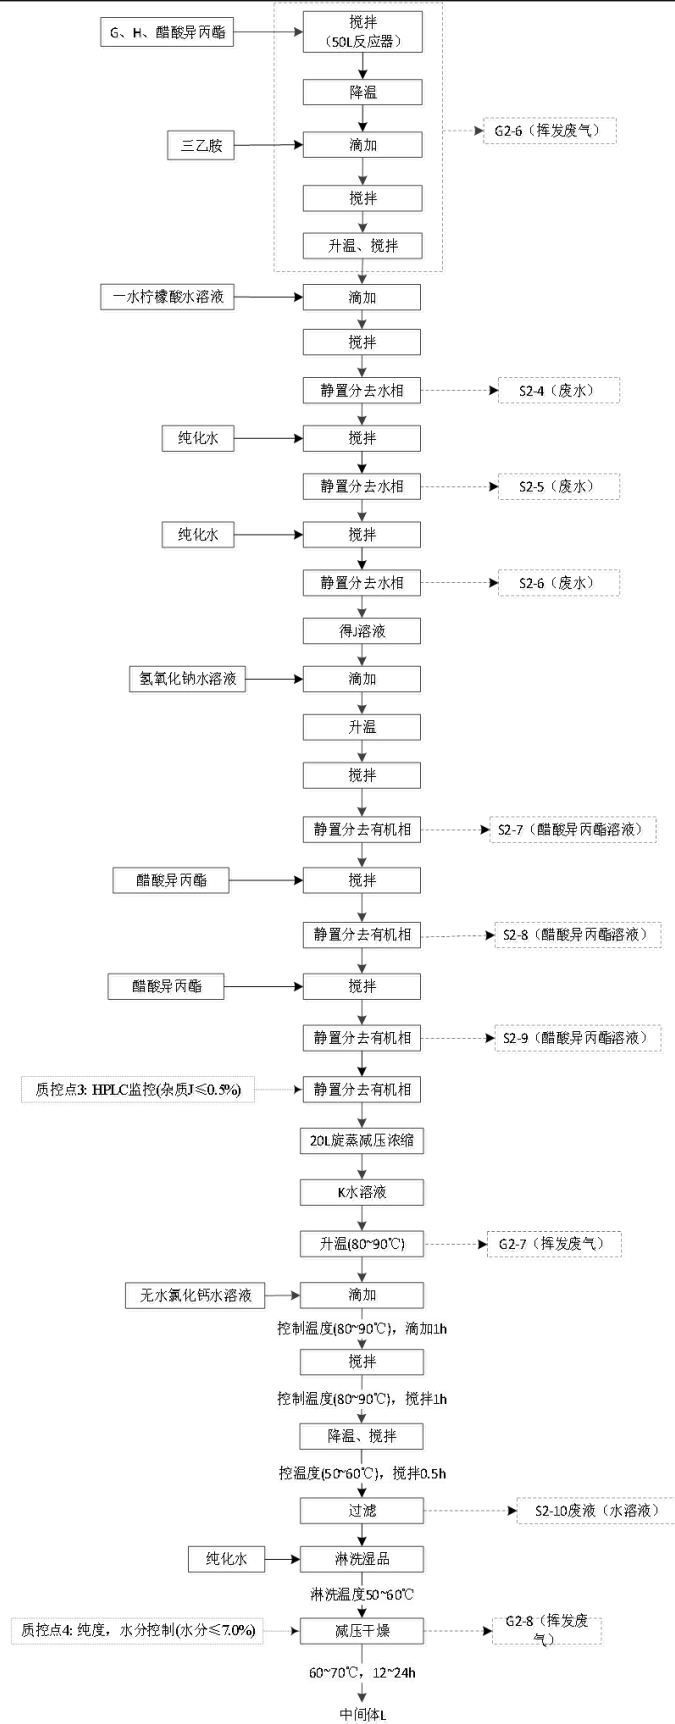 G、H、醋酸异丙酯
搅拌
（50L反应器）
降温
G2-6（挥发废气）
三乙胺
滴加
搅拌
升温、搅拌
一水柠檬酸水溶液
滴加
搅拌
静置分去水相
S2-4（废水）
纯化水
搅拌
静置分去水相
S2-5（废水）
纯化水
搅拌
静置分去水相
S2-6（废水）
得J溶液
氢氧化钠水溶液
滴加
升温
搅拌
静置分去有机相
S2-7（醋酸异丙酯溶液）
醋酸异丙酯
搅拌
静置分去有机相
S2-8（醋酸异丙酯溶液）
醋酸异丙酯
搅拌
静置分去有机相
S2-9（醋酸异丙酯溶液）
质控点3: HPLC监控(杂质J≤0.5%)
静置分去有机相
20L旋蒸减压浓缩
K水溶液
升温(80~90℃)
G2-7（挥发废气）
无水氯化钙水溶液
滴加
控制温度(80~90℃)，滴加1h
搅拌
控制温度(80~90℃)，搅拌1h
降温、搅拌
控温度(50~60℃)，搅拌0.5h
过滤
S2-10废液（水溶液）
纯化水
淋洗湿品
淋洗温度50~60℃
质控点4: 纯度，水分控制(水分≤7.0%)
减压干燥
G2-8（挥发废
气）
60~70℃，12~24h
中间体L